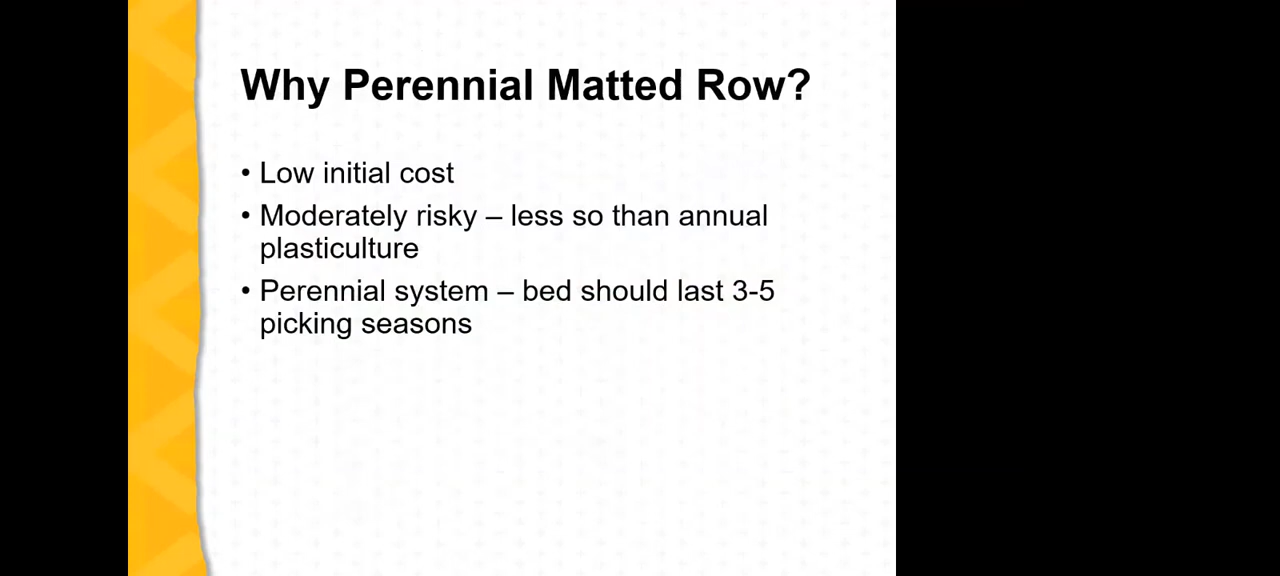 Why Perennial Matted Row?
• Low initial cost
• Moderately risky – less so than annual
plasticulture
• Perennial system – bed should last 3-5
picking seasons